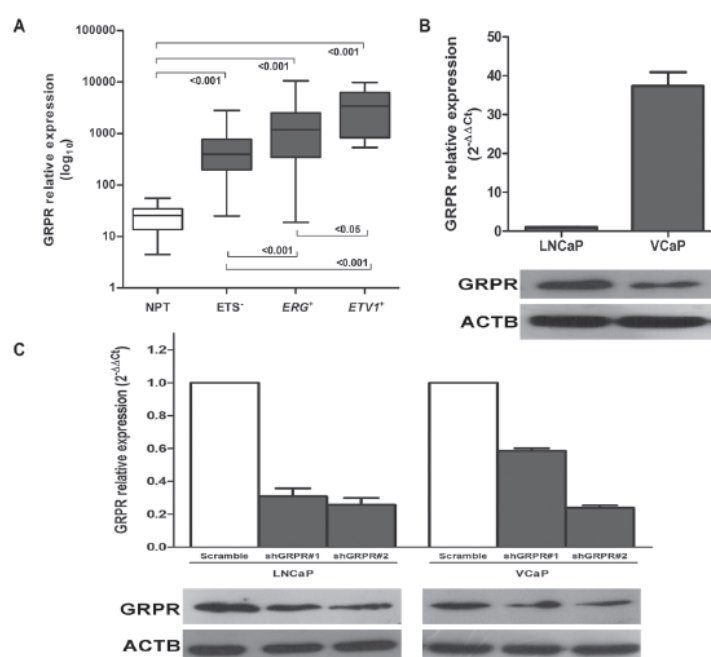 A
GRPR relative expression
(log10)
100000
10000
1000
100
10
1
<0.001
<0.001
<0.001
<0.05
<0.001
<0.001
NPT ETS- ERG+ ETV1+
B
GRPR relative expression
(2-ΔΔCt)
50
40
30
20
10
0
LNCaP VCaP
GRPR
ACTB
C
GRPR relative expression (2-ΔΔCt)
1.2
1.0
0.8
0.6
0.4
0.2
0.0
Scramble shGRPR#1 shGRPR#2 Scramble shGRPR#1 shGRPR#2
LNCaP VCaP
GRPR
ACTB